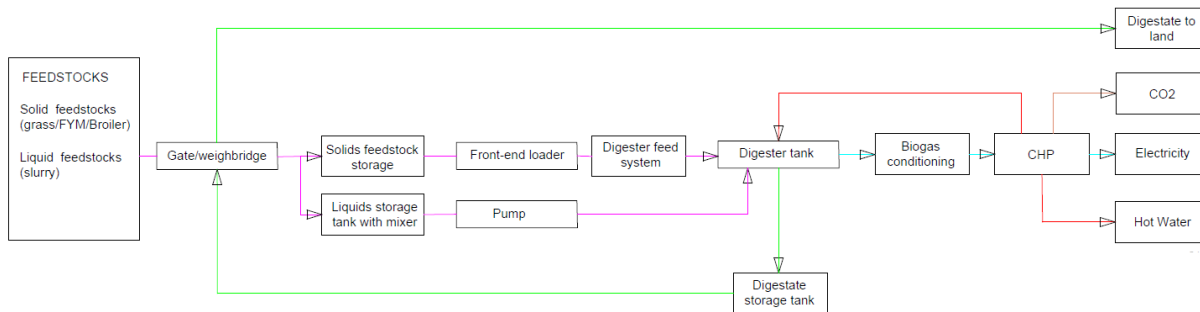 FEEDSTOCKS
Solid feedstocks
(grass/FYM/Broiler)
Liquid feedstocks
(slurry)
Gate/weighbridge
Solids feedstock
storage
Liquids storage
tank with mixer
Front-end loader
Pump
Digester feed
system
Digester tank
Digestate
storage tank
Biogas
conditioning
CHP
Digestate to
land
CO2
Electricity
Hot Water